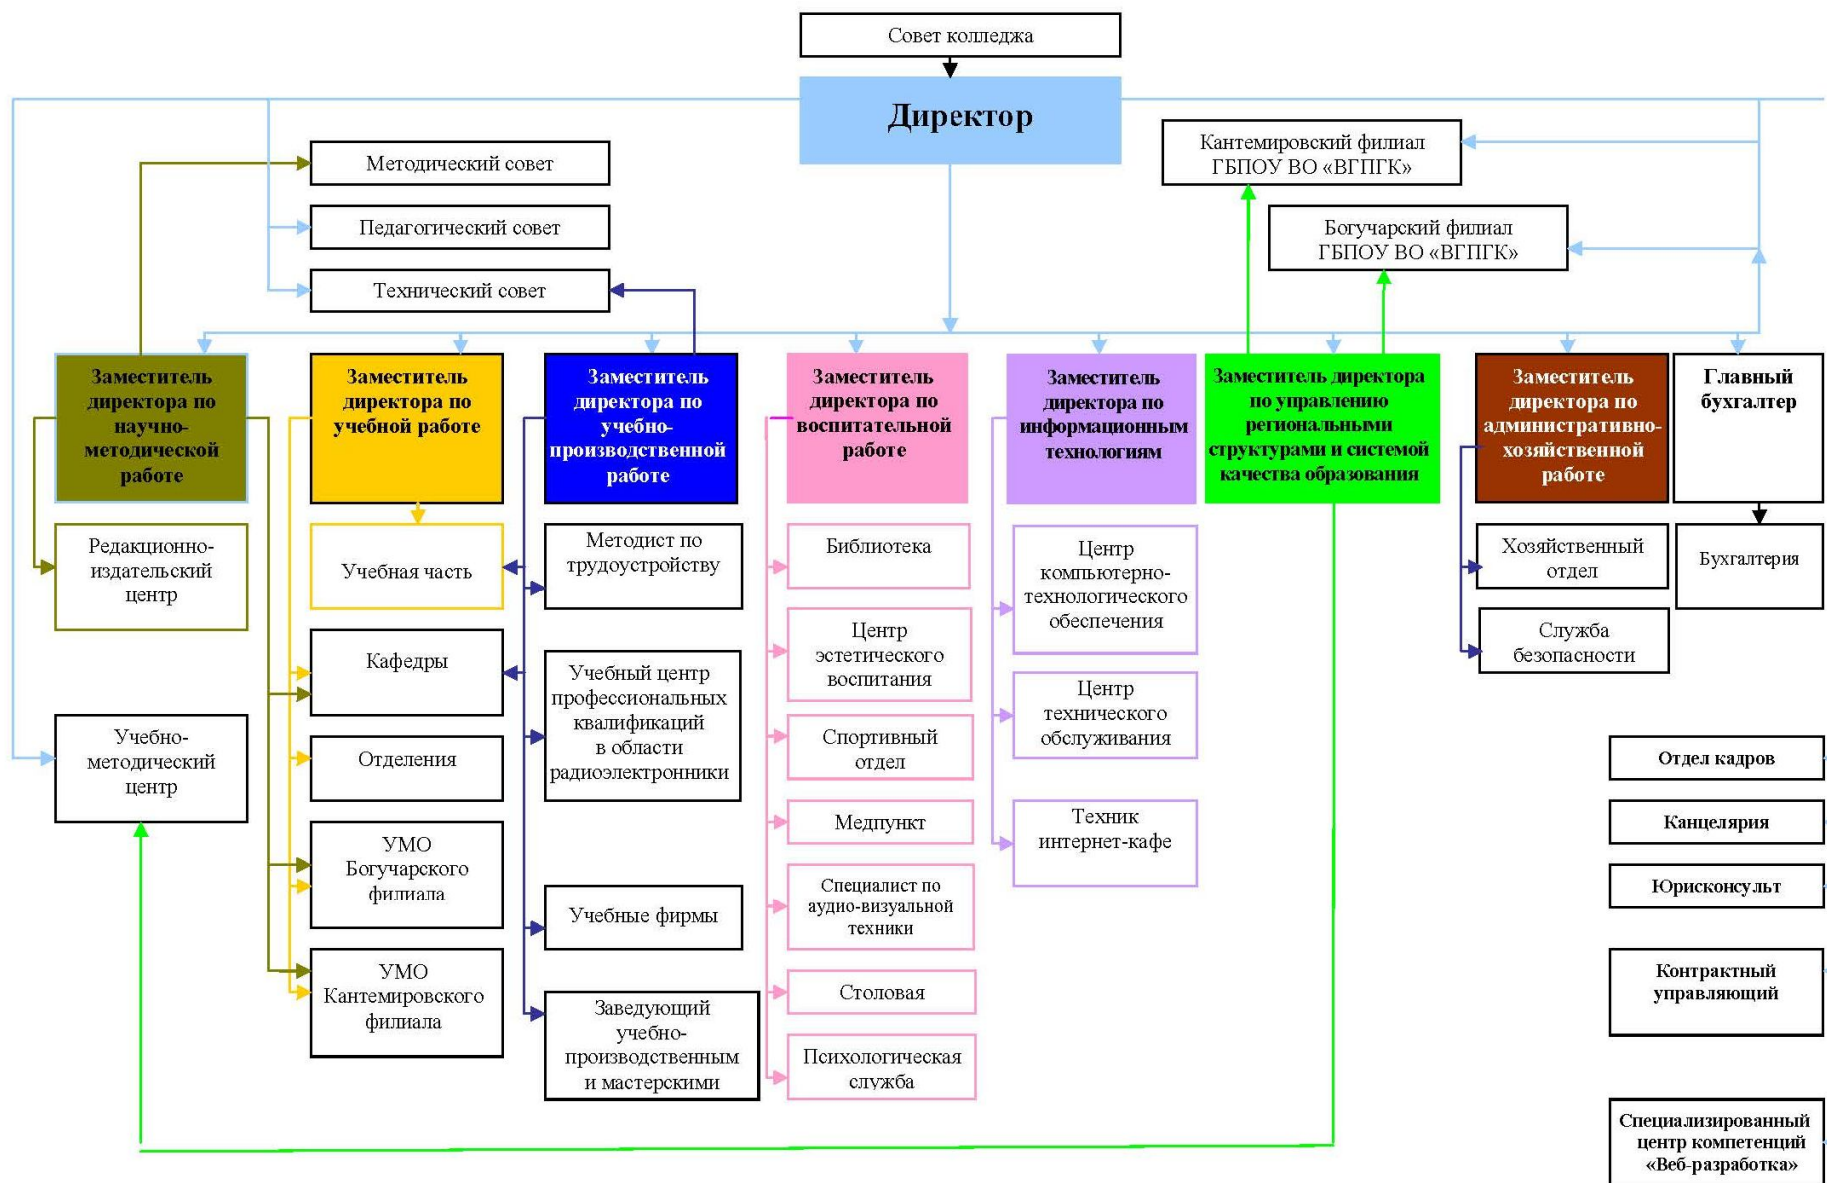 Совет колледжа
Директор
Кантемировский филиал
ГБПОУ ВО «ВГПГК»
Методический совет
Богучарский филиал
ГБПОУ ВО «ВГПГК»
Педагогический совет
Технический совет
Заместитель
директора по
научно-
методической
работе
Заместитель
директора по
учебной работе
Заместитель
директора по
учебно-
производственной
работе
Заместитель
директора по
воспитательной
работе
Заместитель
директора по
информационным
технологиям
Заместитель директора
по управлению
региональными
структурами и системой
качества образования
Заместитель
директора по
административно-
хозяйственной
работе
Главный
бухгалтер
Редакционно-
издательский
центр
Учебно-
методический
центр
Учебная часть
Кафедры
Отделения
УМО
Богучарского
филиала
УМО
Кантемировского
филиала
Методист по
трудоустройству
Учебный центр
профессиональных
квалификаций
в области
радиоэлектроники
Учебные фирмы
Заведующий
учебно-
производственным
и мастерскими
Библиотека
Центр
эстетического
воспитания
Спортивный
отдел
Медпункт
Специалист по
аудио-визуальной
техники
Столовая
Психологическая
служба
Центр
компьютерно-
технологического
обеспечения
Центр
технического
обслуживания
Техник
интернет-кафе
Хозяйственный
отдел
Служба
безопасности
Бухгалтерия
Отдел кадров
Канцелярия
Юрисконсульт
Контрактный
управляющий
Специализированный
центр компетенций
«Веб-разработка»